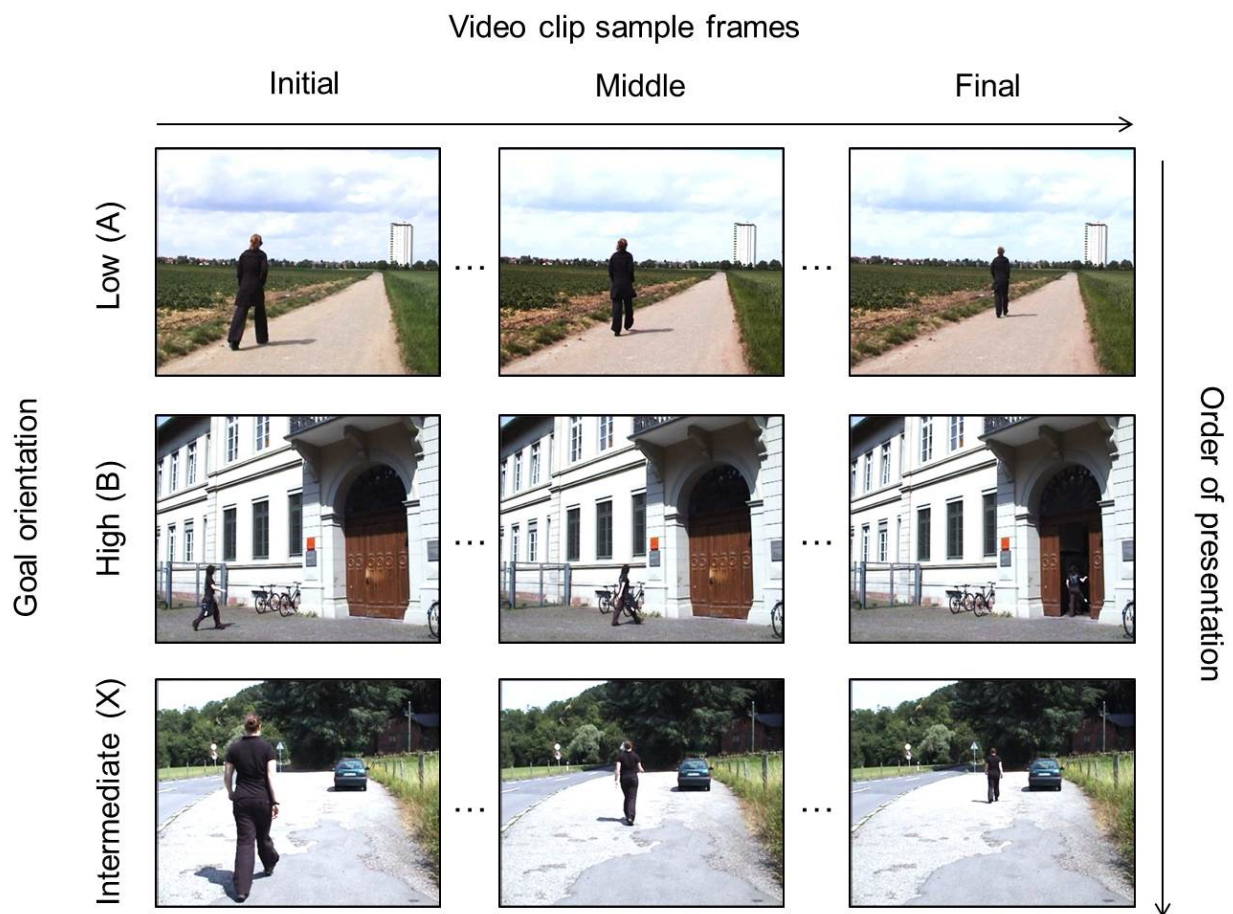 Video clip sample frames
Initial
Middle
Final
Goal orientation
Low (A)
...
...
High (B)
...
...
Intermediate (X)
...
...
Order of presentation